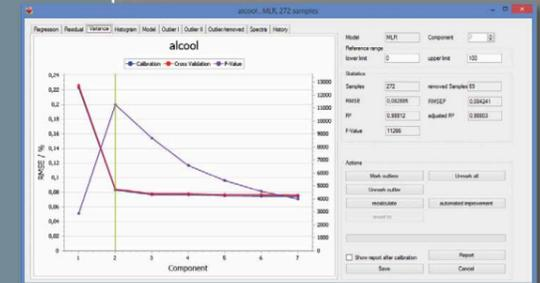 alcool , MLR, 272 samples
Regression Residual Variance Histogram Model Outlier I Outlier II Outlier/removed Spectra History
alcool
Calibration Cross Validation F-Value
RMSE / %
0,24
0,22
0,2
0,18
0,16
0,14
0,12
0,1
0,08
0,06
0,04
0,02
0
13000
12000
11000
10000
9000
8000
7000
6000
5000
4000
3000
2000
1000
0
1 2 3 4 5 6 7
Component
Model MLR Component
Reference range
lower limit 0 upper limit 100
Statistics
Samples 272 removed Samples
RMSE RMSEP
R² adjusted R²
F-Value 11286
Actions
Mark outliers Unmark all
Unmark outlier
recalculate automated improvement
Show report after calibration Report
Save Cancel